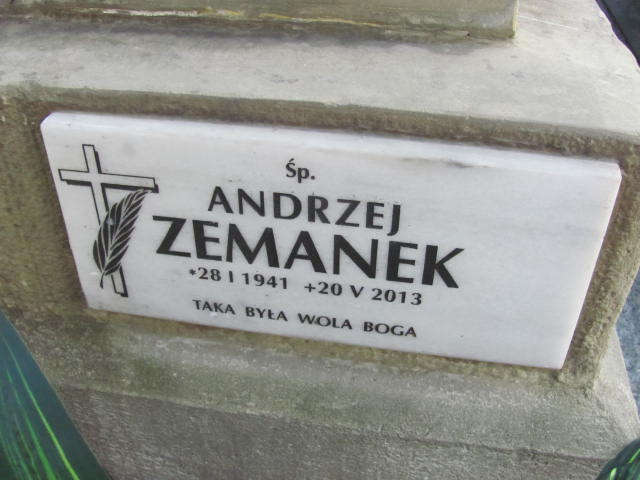 Śp.
ANDRZEJ
ZEMANEK
*28 I 1941 +20 V 2013
TAKA BYŁA WOLA BOGA